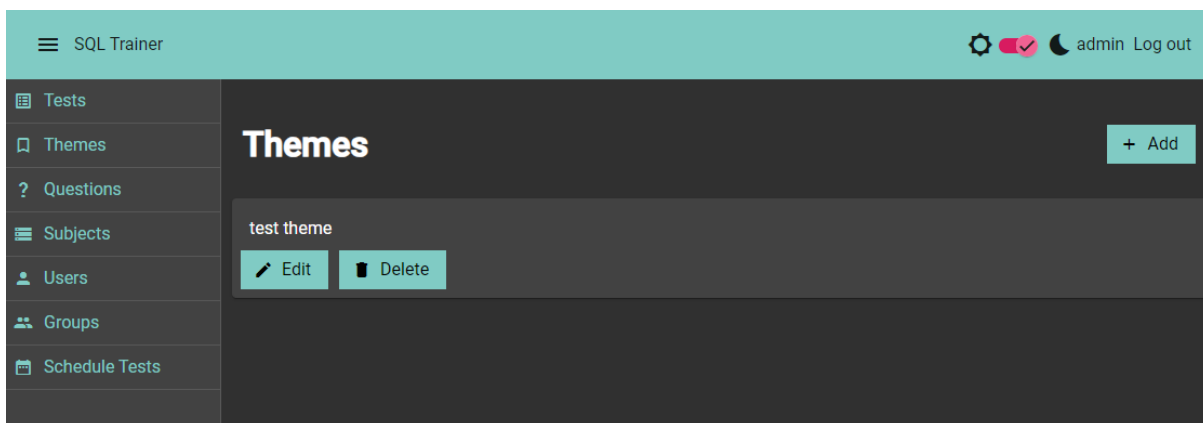 SQL Trainer
admin Log out
Tests
Themes
Questions
Subjects
Users
Groups
Schedule Tests
Themes
+ Add
test theme
Edit Delete